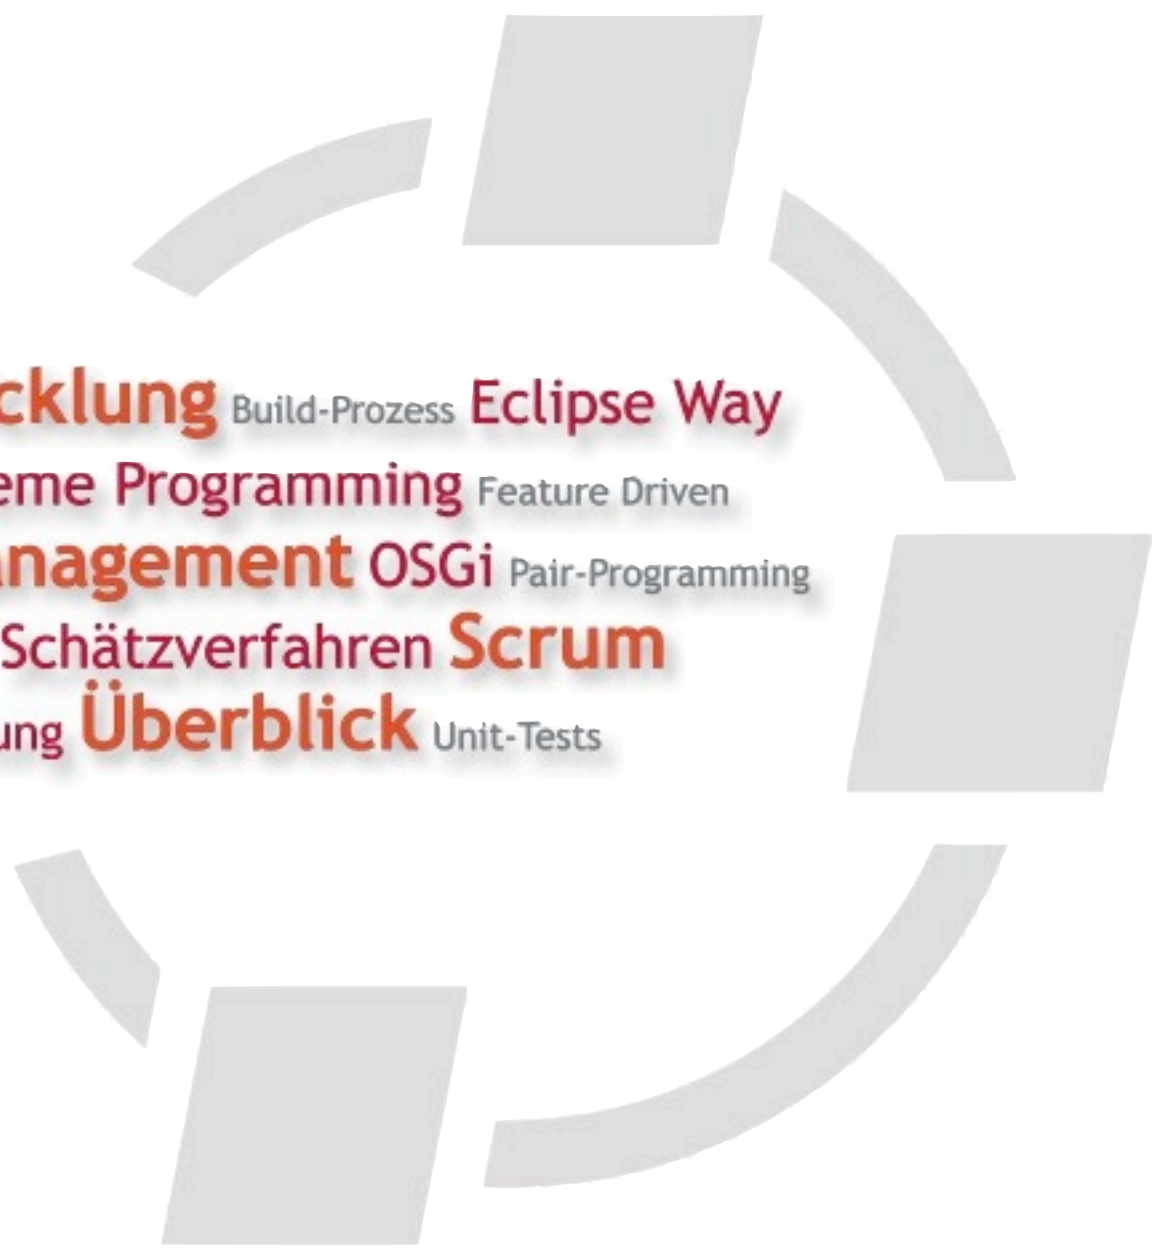 cklung Build-Prozess Eclipse Way
eme Programming Feature Driven
nagement OSGi Pair-Programming
Schätzverfahren Scrum
ung Überblick Unit-Tests